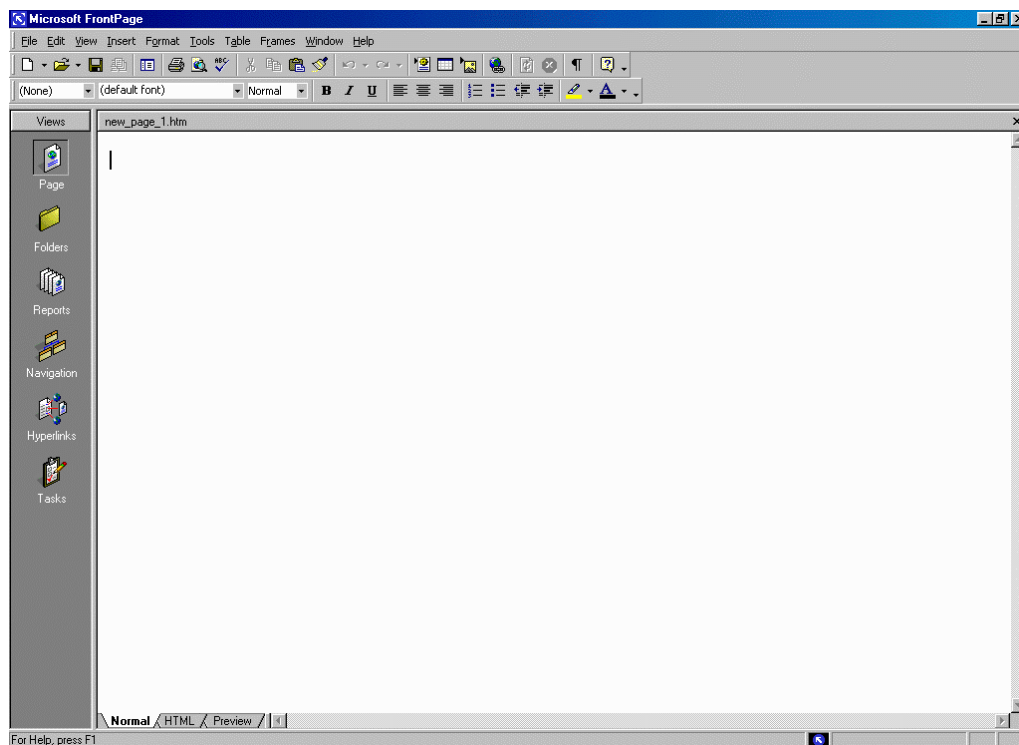 Microsoft FrontPage
File Edit View Insert Format Tools Table Frames Window Help
ABC
(None) (default font) Normal B I U A
Views new_page_1.htm
Page
Folders
Reports
Navigation
Hyperlinks
Tasks
Normal HTML Preview
For Help, press F1